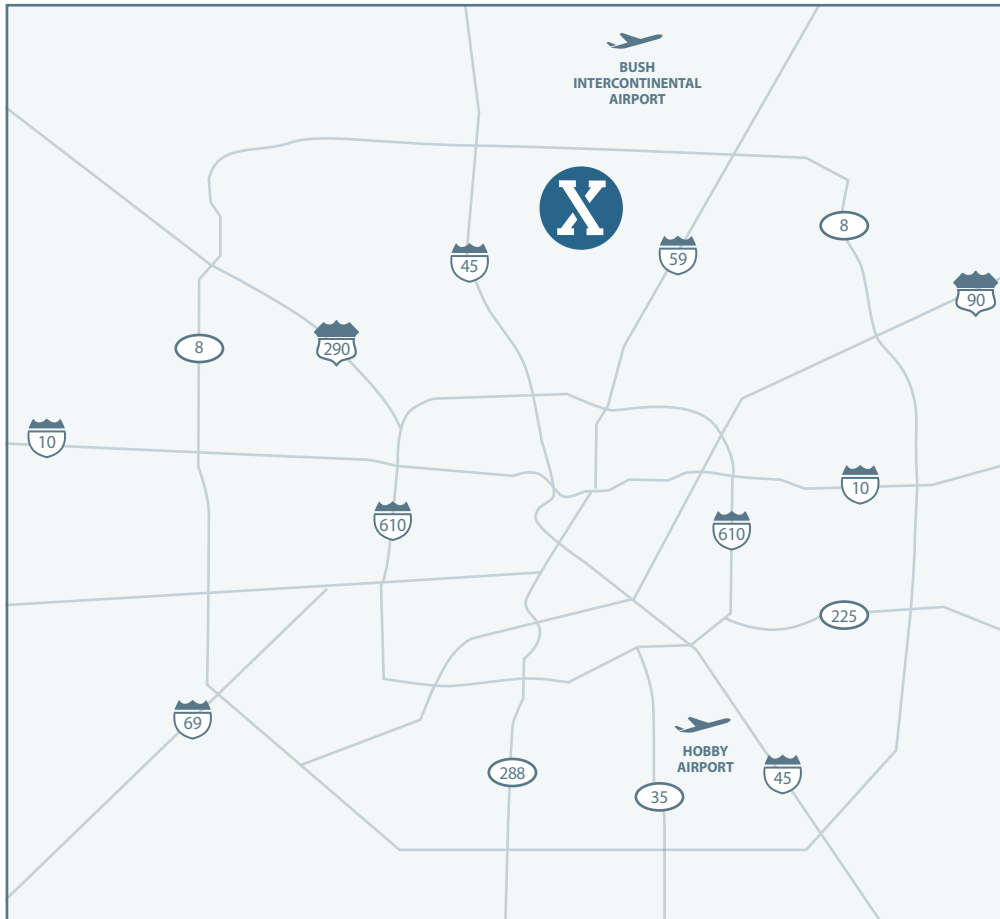 BUSH
INTERCONTINENTAL
AIRPORT
X
8
45
59
90
8
290
10
10
610
610
225
69
HOBBY
AIRPORT
288
45
35